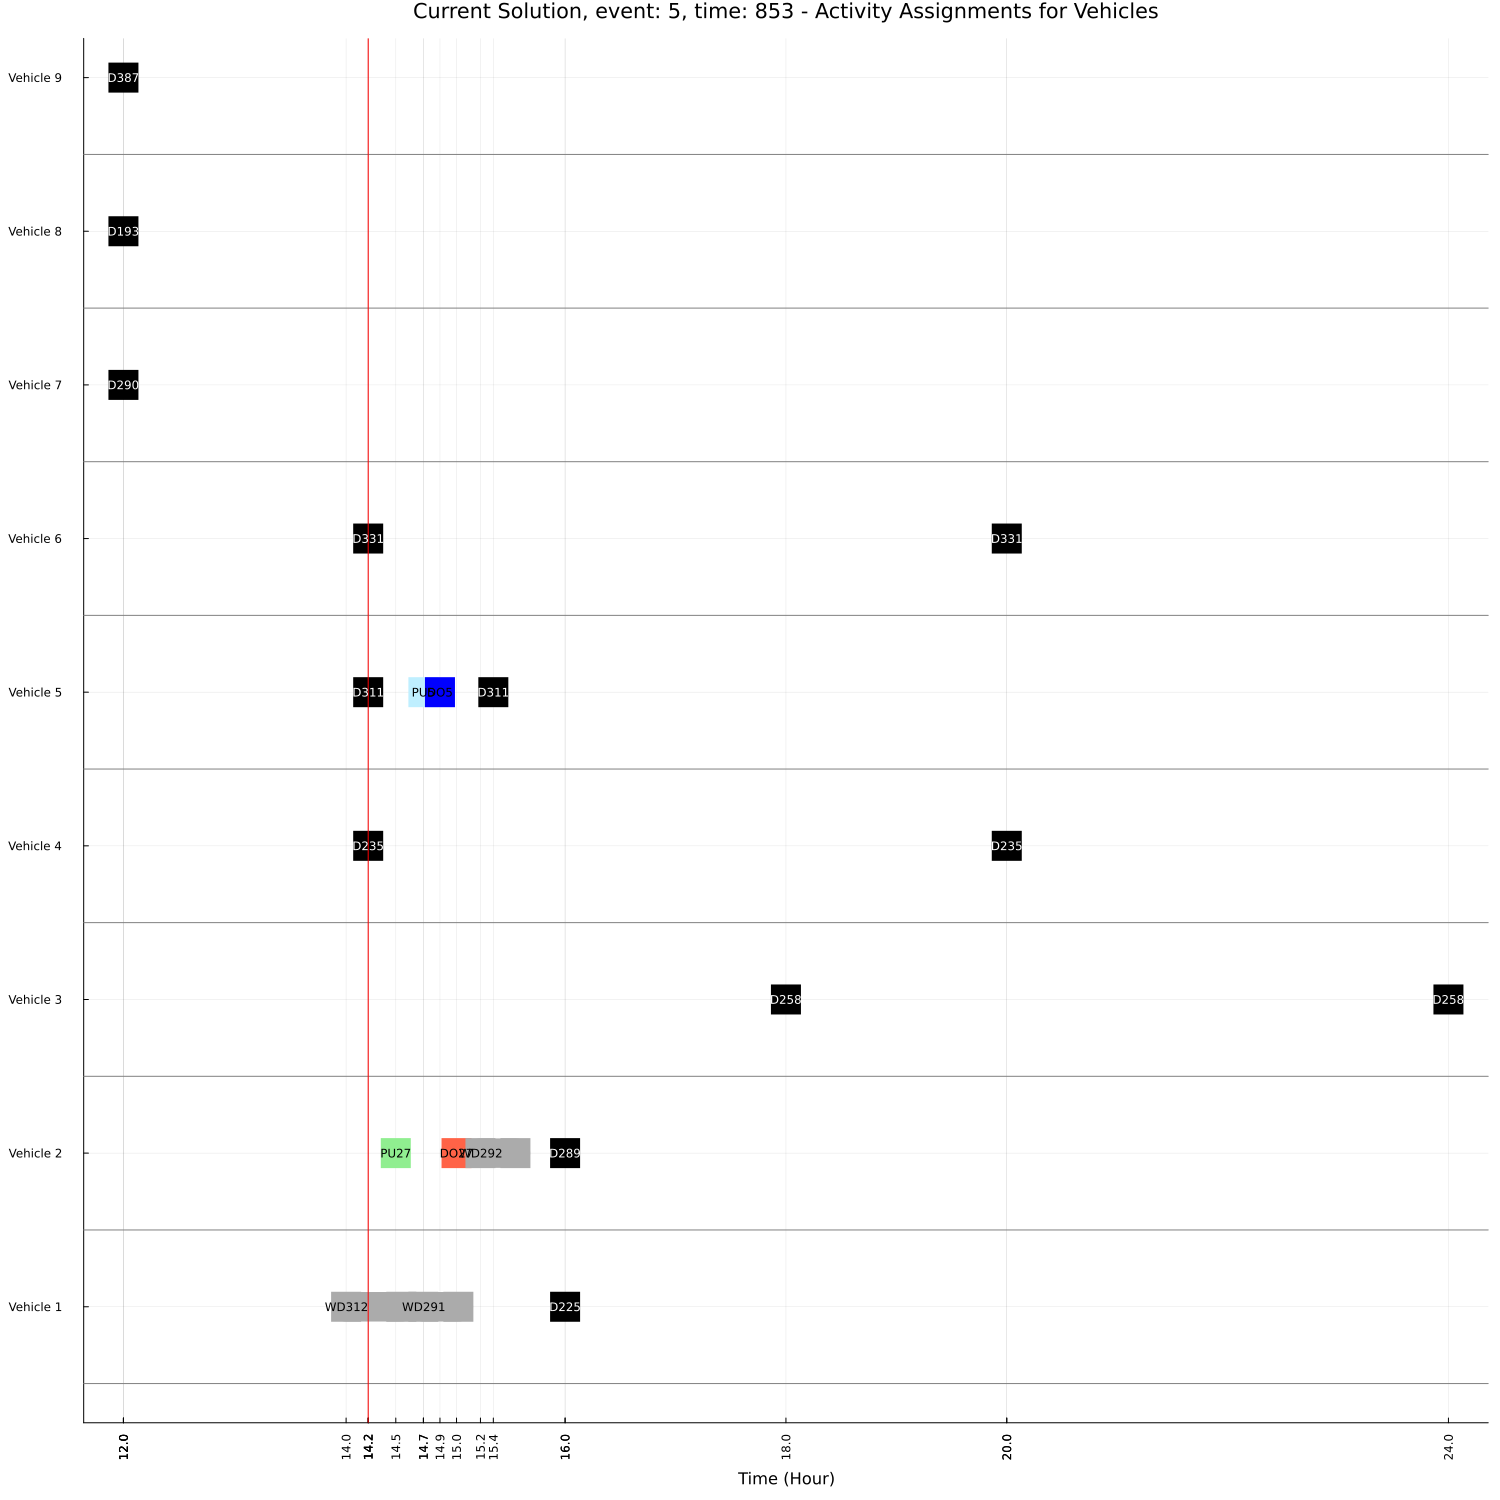 Current Solution, event: 5, time: 853 - Activity Assignments for Vehicles
Vehicle 9
D387
Vehicle 8
D193
Vehicle 7
D290
Vehicle 6
D331
D331
Vehicle 5
D311
PU
DO5
D311
Vehicle 4
D235
D235
Vehicle 3
D258
D258
Vehicle 2
PU27
DO27
WD292
D289
Vehicle 1
WD312
WD291
D225
12.0
14.0
14.2
14.5
14.7
14.9
15.0
15.2
15.4
16.0
18.0
20.0
24.0
Time (Hour)